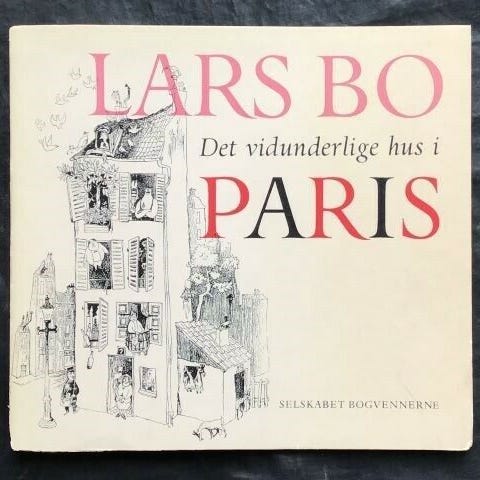 LARS BO
Det vidunderlige hus i
PARIS
SELSKABET BOGVENNERNE